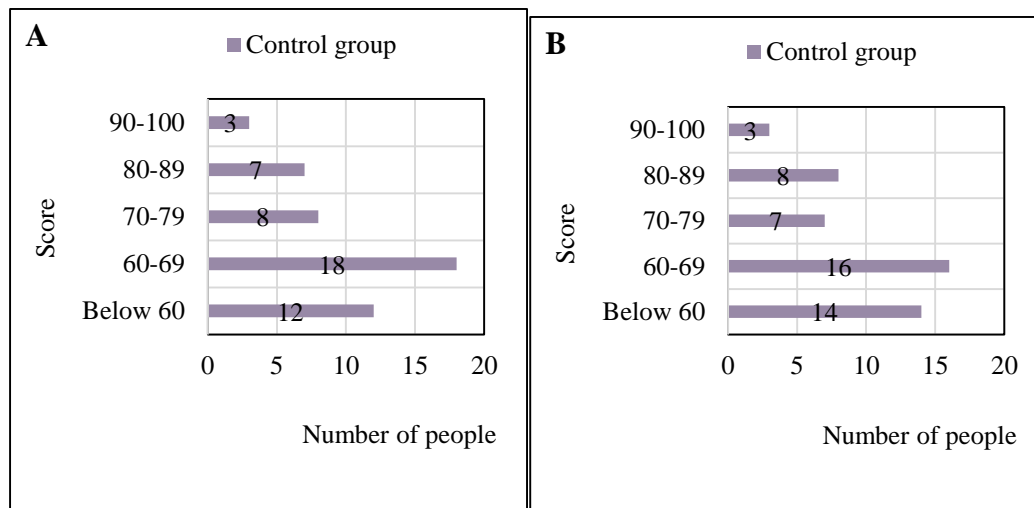 A
Control group
90-100
3
80-89
7
70-79
8
60-69
18
Below 60
12
Score
0 5 10 15 20
Number of people
B
Control group
90-100
3
80-89
8
70-79
7
60-69
16
Below 60
14
Score
0 5 10 15 20
Number of people